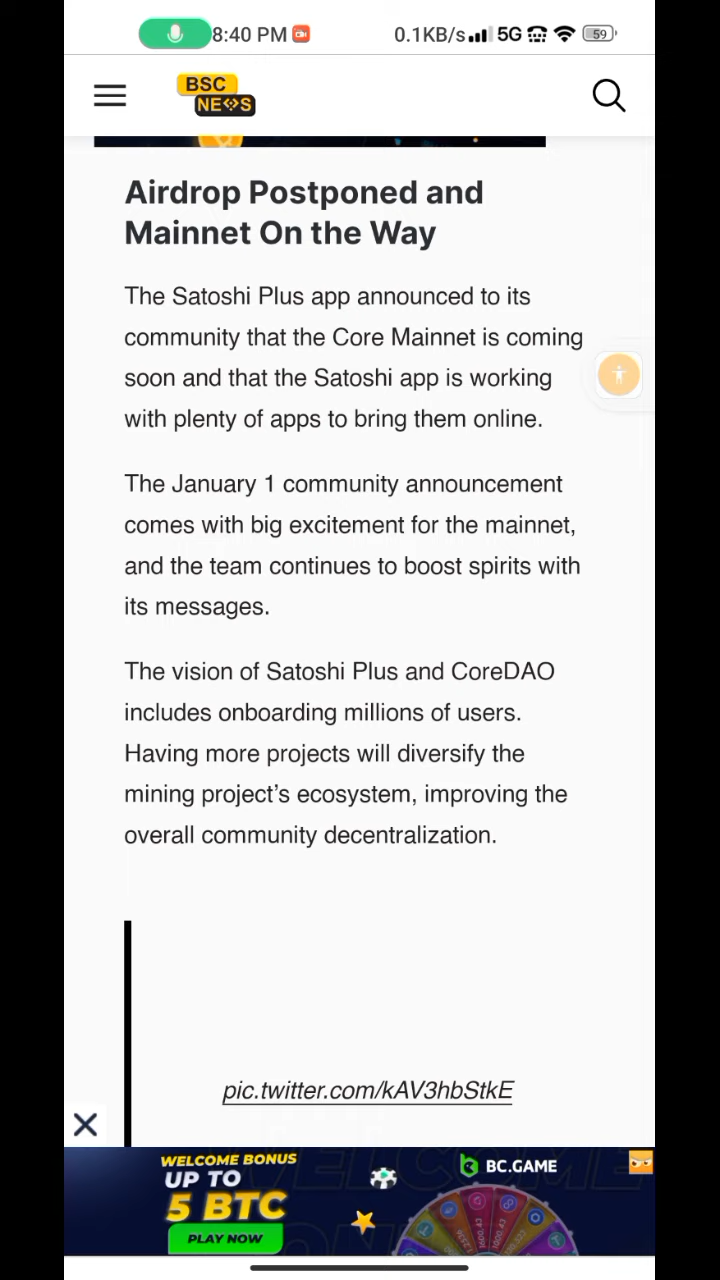 8:40 PM 0.1KB/s 5G 59
BSC
NEWS
Airdrop Postponed and
Mainnet On the Way
The Satoshi Plus app announced to its
community that the Core Mainnet is coming
soon and that the Satoshi app is working
with plenty of apps to bring them online.
The January 1 community announcement
comes with big excitement for the mainnet,
and the team continues to boost spirits with
its messages.
The vision of Satoshi Plus and CoreDAO
includes onboarding millions of users.
Having more projects will diversify the
mining project's ecosystem, improving the
overall community decentralization.
pic.twitter.com/kAV3hbStkE
WELCOME BONUS
UP TO
5 BTC
PLAY NOW
BC.GAME